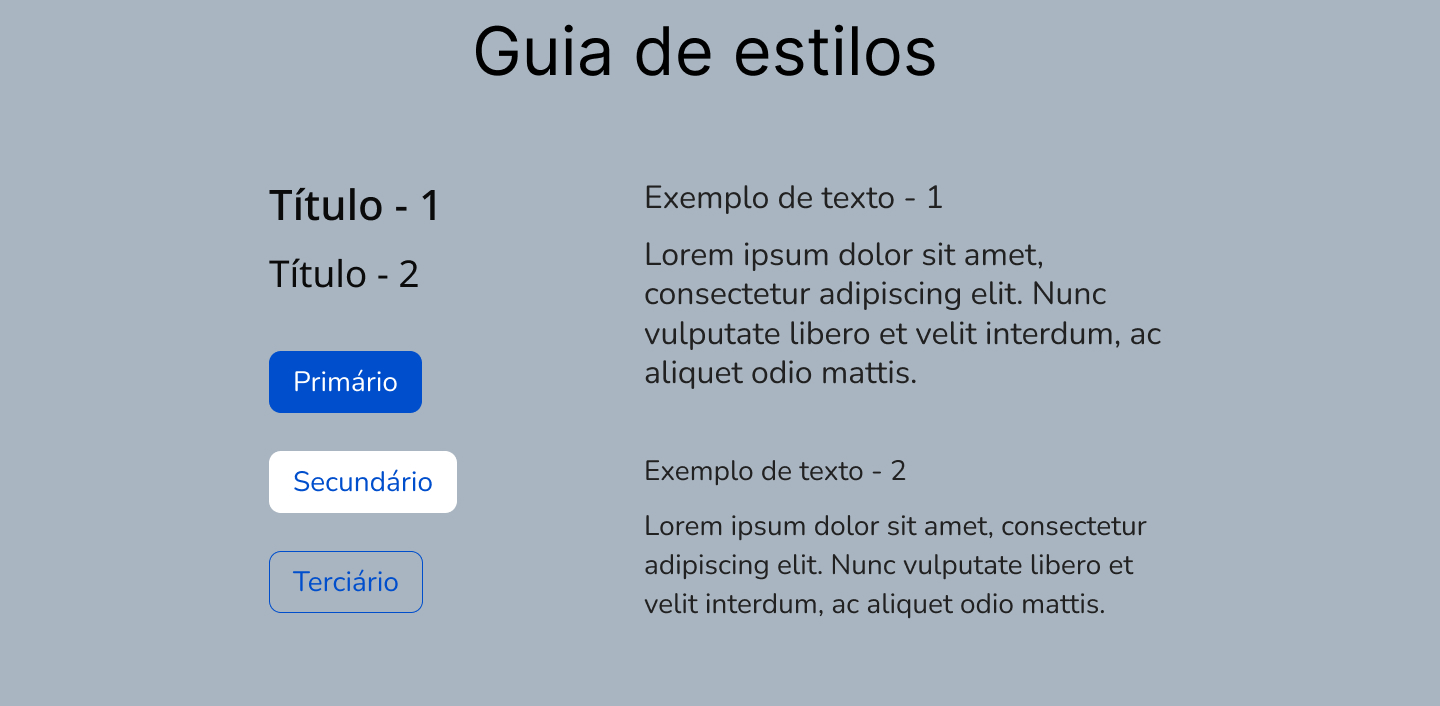 Guia de estilos
Título - 1
Título - 2
Primário
Secundário
Terciário
Exemplo de texto - 1
Lorem ipsum dolor sit amet,
consectetur adipiscing elit. Nunc
vulputate libero et velit interdum, ac
aliquet odio mattis.
Exemplo de texto - 2
Lorem ipsum dolor sit amet, consectetur
adipiscing elit. Nunc vulputate libero et
velit interdum, ac aliquet odio mattis.